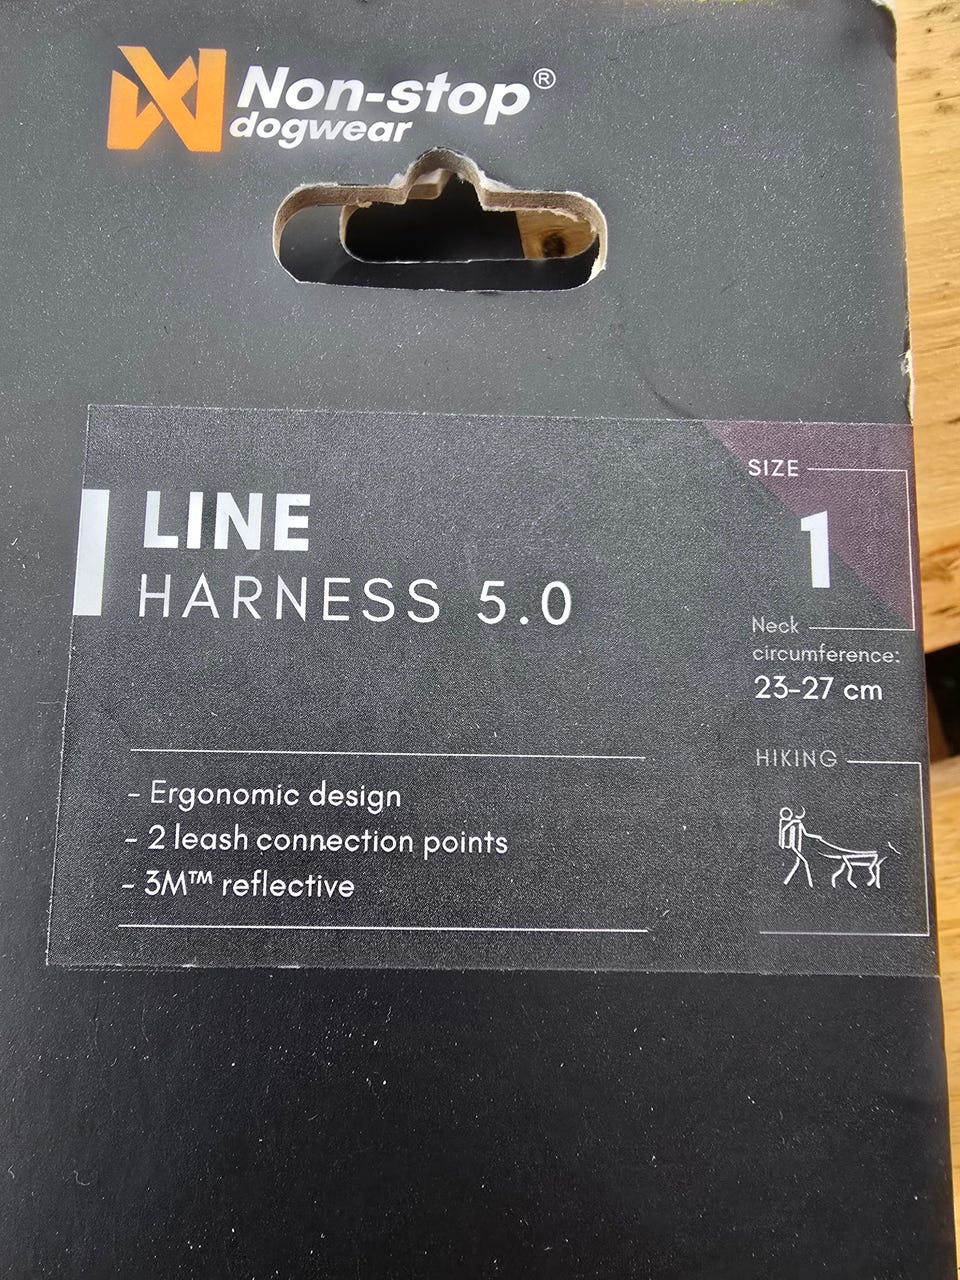 Non-stop®
dogwear
LINE
HARNESS 5.0
- Ergonomic design
- 2 leash connection points
- 3M™ reflective
SIZE
1
Neck
circumference:
23-27 cm
HIKING